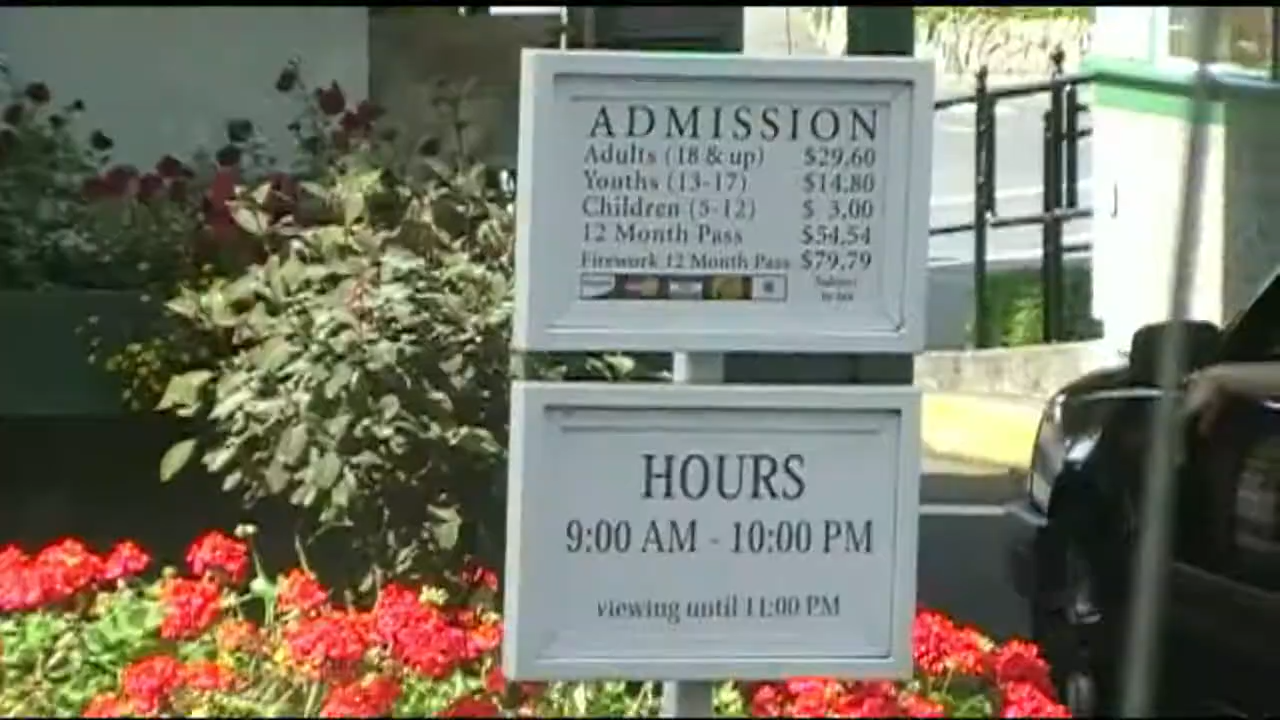 ADMISSION
Adults (18 & up) $29.60
Youths (13-17) $14.80
Children (5-12) $ 3.00
12 Month Pass $54.54
Firework 12 Month Pass $79.79
HOURS
9:00 AM - 10:00 PM
viewing until 11:00 PM